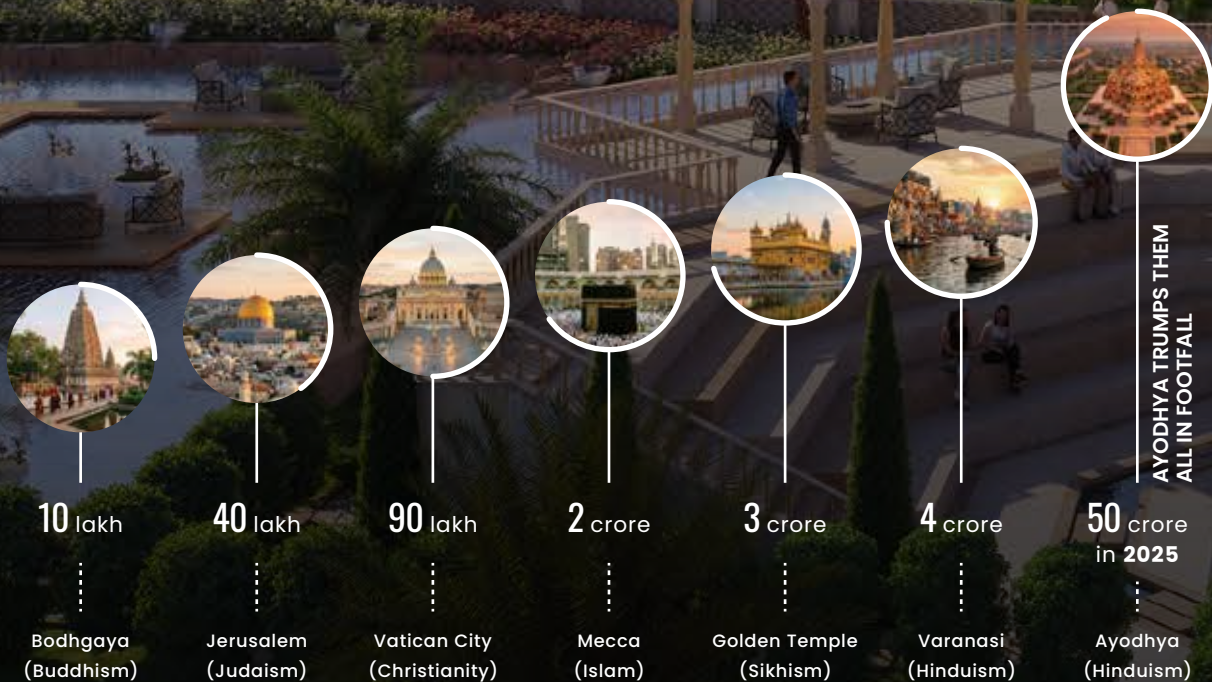 AYODHYA TRUMPS THEM
ALL IN FOOTFALL
10 lakh
40 lakh
90 lakh
2 crore
3 crore
4 crore
50 crore
in 2025
Bodhgaya
(Buddhism)
Jerusalem
(Judaism)
Vatican City
(Christianity)
Mecca
(Islam)
Golden Temple
(Sikhism)
Varanasi
(Hinduism)
Ayodhya
(Hinduism)